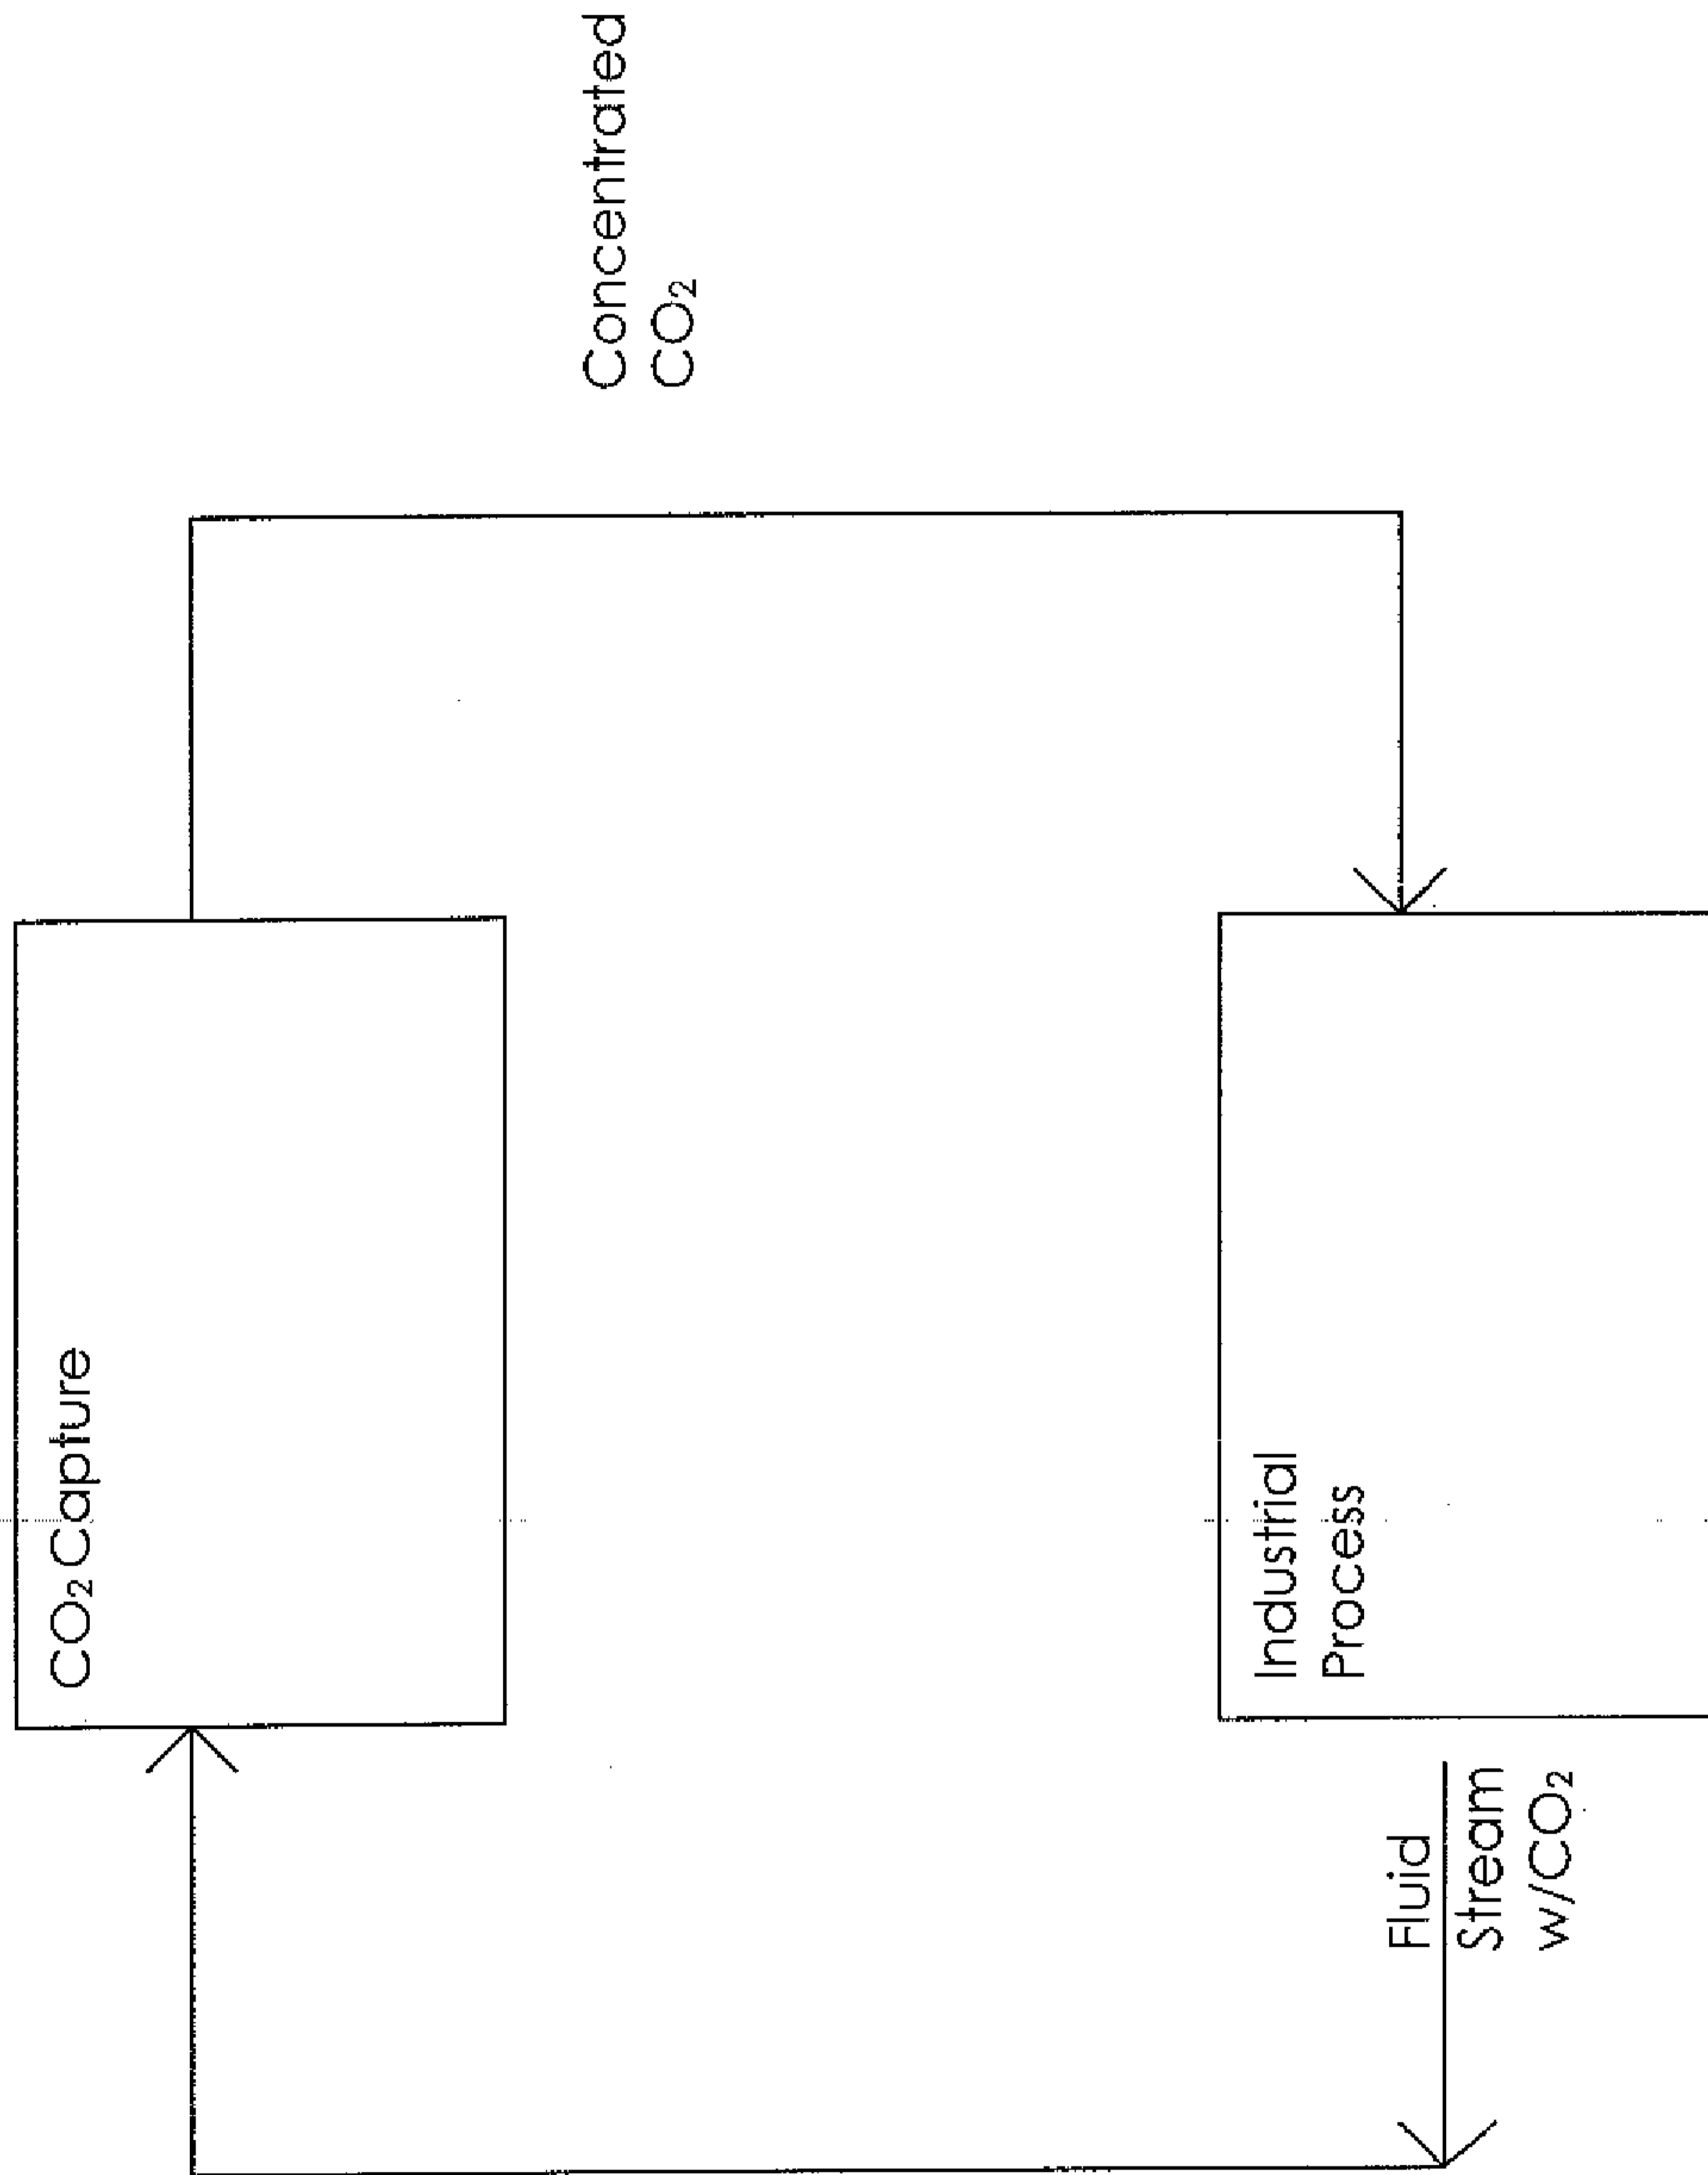 CO₂ Capture
Concentrated
CO₂
Industrial
Process
Fluid
Stream
w/CO₂